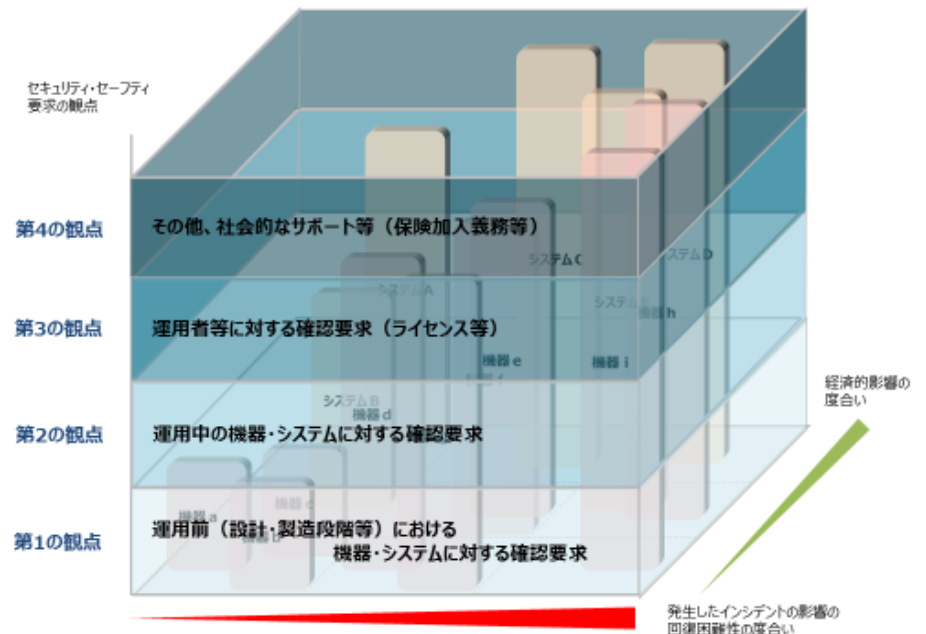 セキュリティ・セーフティ
要求の観点
第4の観点
その他、社会的なサポート等（保険加入義務等）
システムC
システムD
システムA
第3の観点
運用者等に対する確認要求（ライセンス等）
機器h
機器e
機器i
経済的影響の
度合い
システムB
機器d
第2の観点
運用中の機器・システムに対する確認要求
機器c
機器a
第1の観点
運用前（設計・製造段階等）における
機器・システムに対する確認要求
発生したインシデントの影響の
回復困難性の度合い